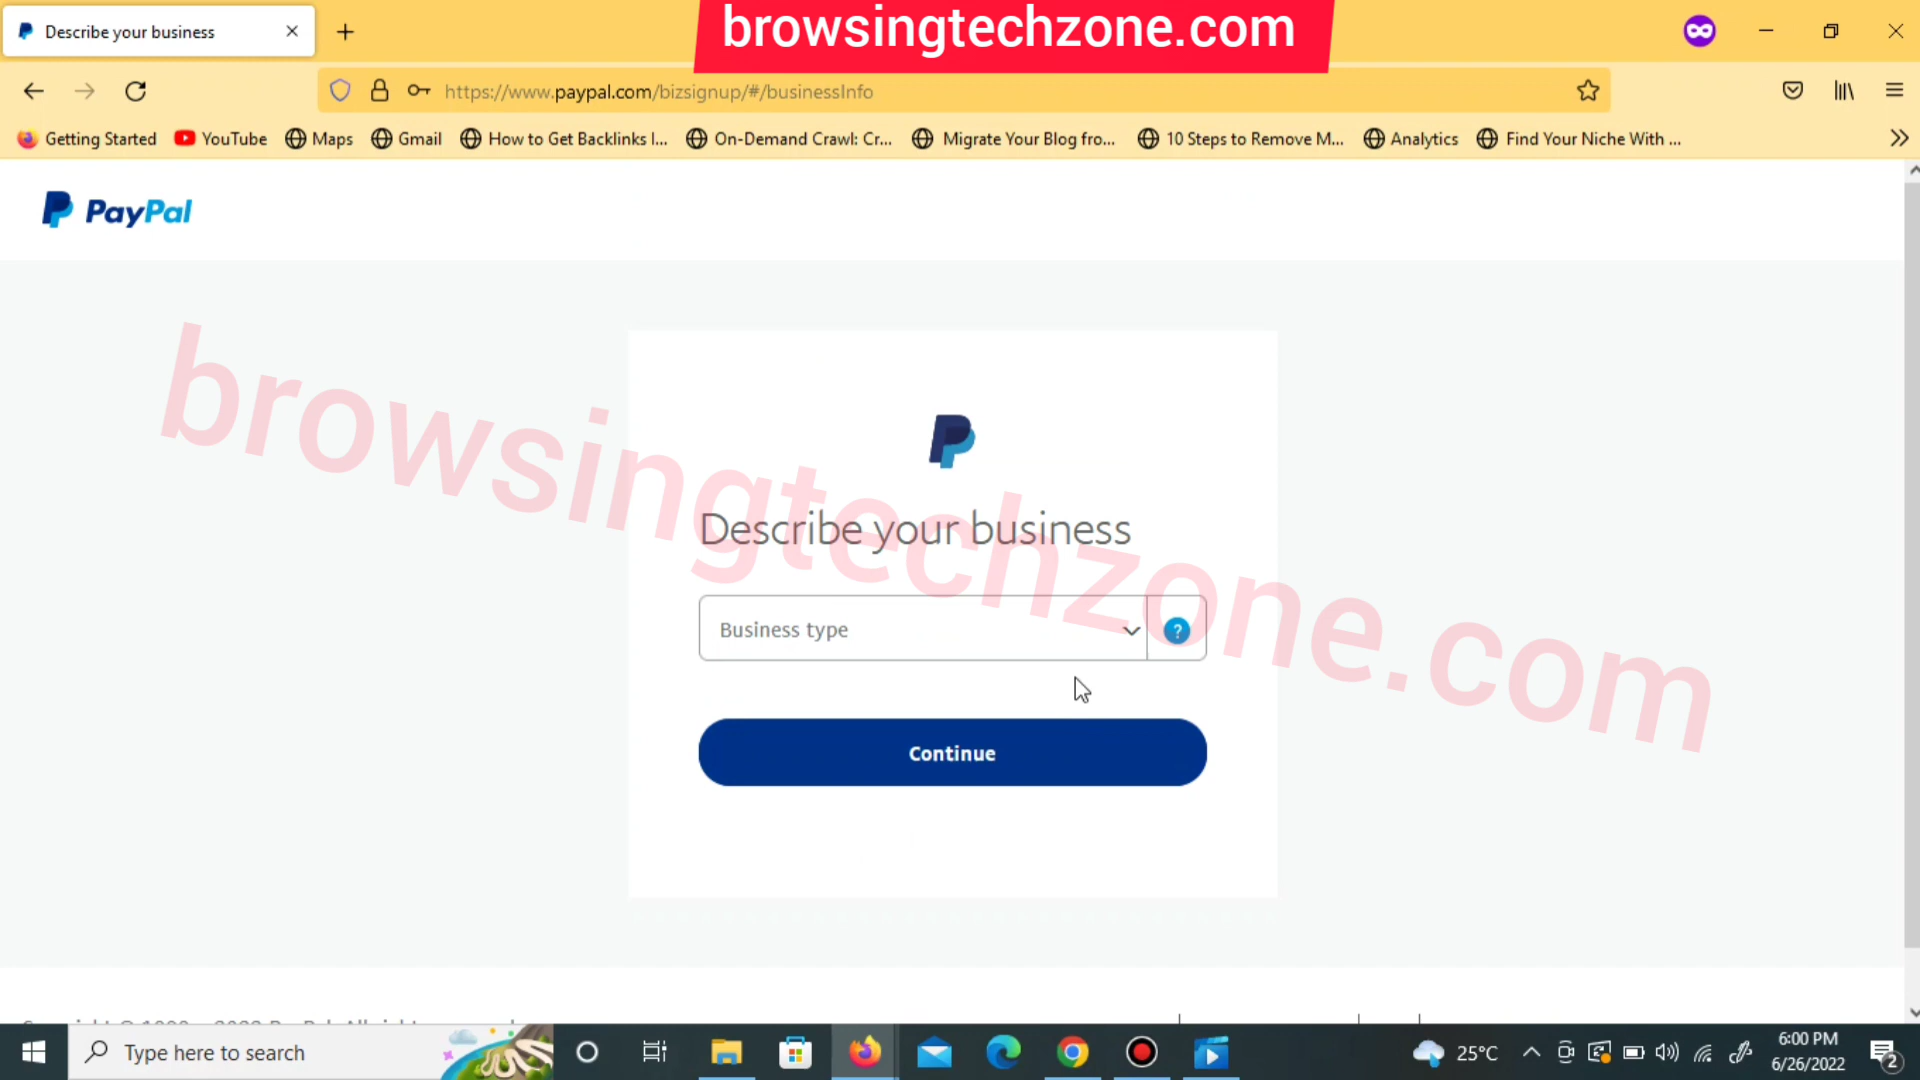 browsingtechzone.com
Describe your business
https://www.paypal.com/bizsignup/#/businessInfo
Getting Started YouTube Maps Gmail How to Get Backlinks I... On-Demand Crawl: Cr... Migrate Your Blog fro... 10 Steps to Remove M... Analytics Find Your Niche With ...
PayPal
browsingtechzone.com
Describe your business
Business type ?
Continue
Type here to search
25°C
6:00 PM
6/26/2022
2